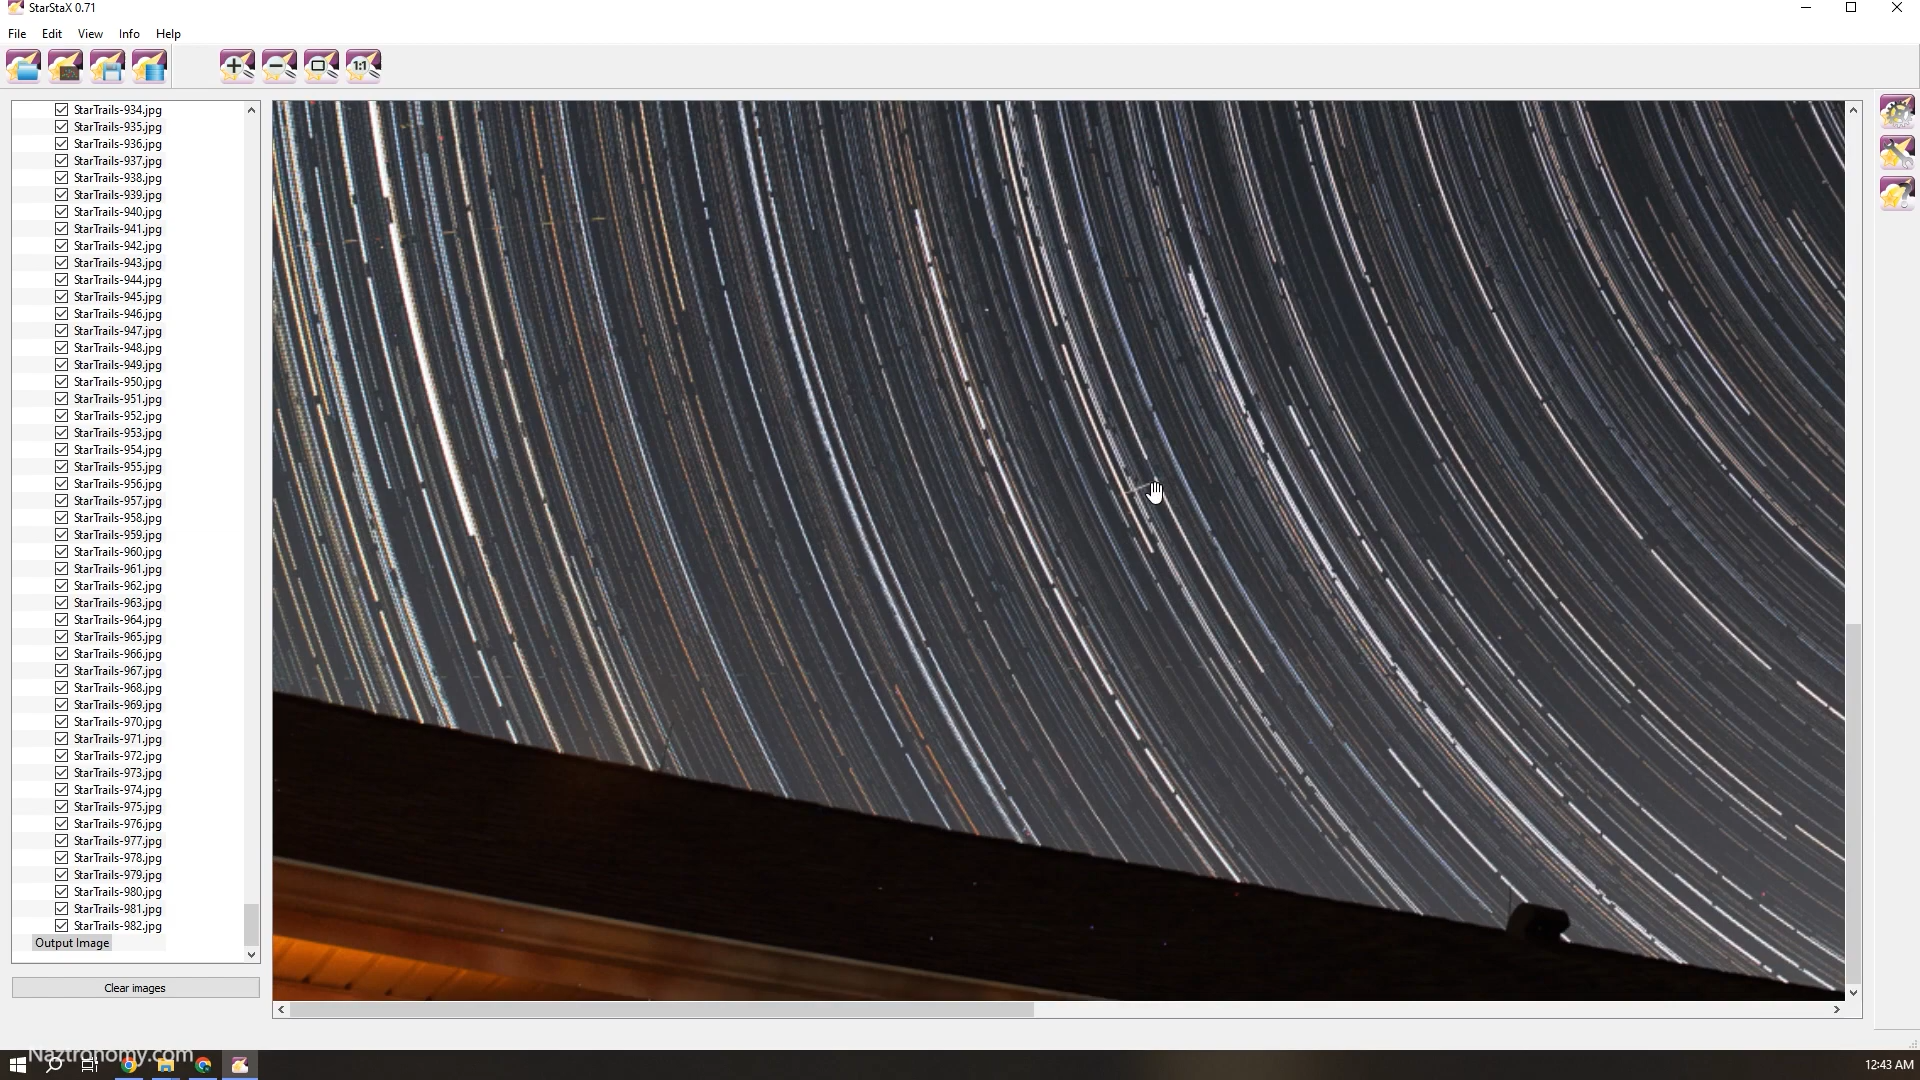 StarStaX 0.71
File Edit View Info Help
1:1
StarTrails-934.jpg
StarTrails-935.jpg
StarTrails-936.jpg
StarTrails-937.jpg
StarTrails-938.jpg
StarTrails-939.jpg
StarTrails-940.jpg
StarTrails-941.jpg
StarTrails-942.jpg
StarTrails-943.jpg
StarTrails-944.jpg
StarTrails-945.jpg
StarTrails-946.jpg
StarTrails-947.jpg
StarTrails-948.jpg
StarTrails-949.jpg
StarTrails-950.jpg
StarTrails-951.jpg
StarTrails-952.jpg
StarTrails-953.jpg
StarTrails-954.jpg
StarTrails-955.jpg
StarTrails-956.jpg
StarTrails-957.jpg
StarTrails-958.jpg
StarTrails-959.jpg
StarTrails-960.jpg
StarTrails-961.jpg
StarTrails-962.jpg
StarTrails-963.jpg
StarTrails-964.jpg
StarTrails-965.jpg
StarTrails-966.jpg
StarTrails-967.jpg
StarTrails-968.jpg
StarTrails-969.jpg
StarTrails-970.jpg
StarTrails-971.jpg
StarTrails-972.jpg
StarTrails-973.jpg
StarTrails-974.jpg
StarTrails-975.jpg
StarTrails-976.jpg
StarTrails-977.jpg
StarTrails-978.jpg
StarTrails-979.jpg
StarTrails-980.jpg
StarTrails-981.jpg
StarTrails-982.jpg
Output Image
Clear images
Naztronomy.com
12:43 AM